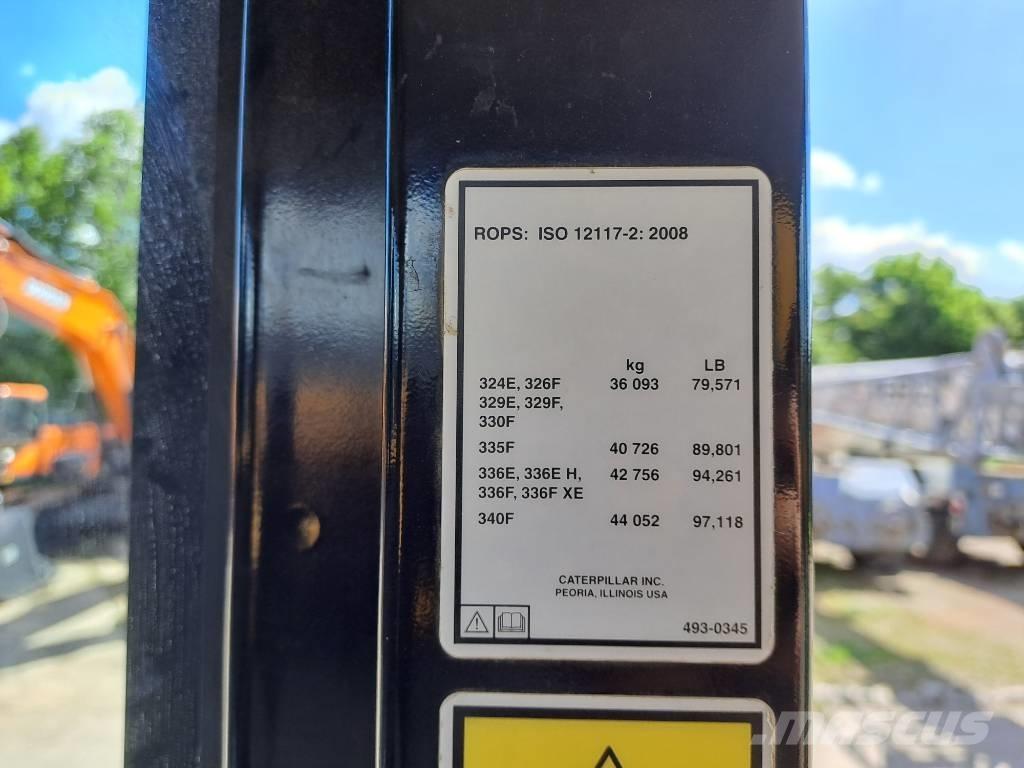 ROPS: ISO 12117-2: 2008
kg LB
324E, 326F 36 093 79,571
329E, 329F,
330F
335F 40 726 89,801
336E, 336E H, 42 756 94,261
336F, 336F XE
340F 44 052 97,118
CATERPILLAR INC.
PEORIA, ILLINOIS USA
493-0345
mascus